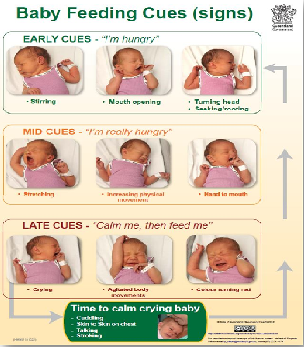 Baby Feeding Cues (signs)
Queensland
Government
EARLY CUES - "I'm hungry"
• Stirring
• Mouth opening
• Turning head
• Seeking/rooting
MID CUES - "I'm really hungry"
• Stretching
• Increasing physical
movement
• Hand to mouth
LATE CUES - "Calm me, then feed me"
• Crying
• Agitated body
movements
• Colour turning red
Time to calm crying baby
• Cuddling
• Skin to Skin on chest
• Talking
• Stroking